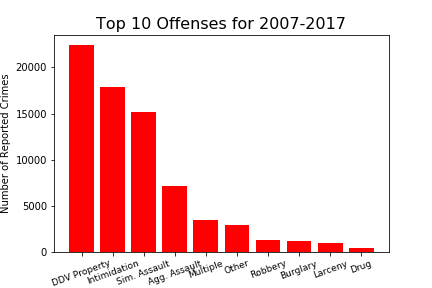 Top 10 Offenses for 2007-2017
Number of Reported Crimes
20000
15000
10000
5000
0
DDV Property
Intimidation
Sim. Assault
Agg. Assault
Multiple
Other
Robbery
Burglary
Larceny
Drug